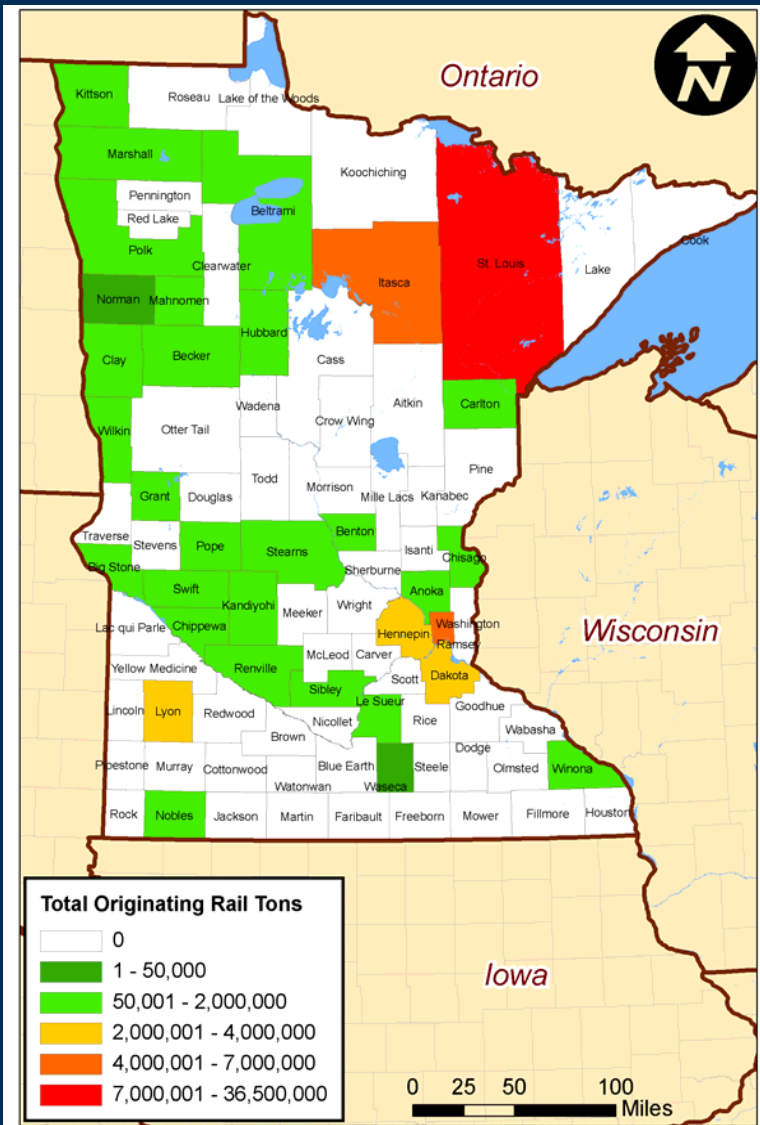 Ontario
N
Kittson
Roseau
Lake of the Woods
Marshall
Koochiching
Pennington
Beltrami
Red Lake
Cook
Polk
Clearwater
St. Louis
Lake
Itasca
Norman
Mahnomen
Hubbard
Clay
Becker
Cass
Wadena
Aitkin
Carlton
Crow Wing
Wilkin
Otter Tail
Pine
Todd
Morrison
Mille Lacs
Kanabec
Grant
Douglas
Benton
Traverse
Stevens
Pope
Stearns
Isanti
Chisago
Big Stone
Sherburne
Swift
Anoka
Kandiyohi
Meeker
Wright
Lac qui Parle
Chippewa
Washington
Hennepin
Ramsey
Wisconsin
McLeod
Carver
Yellow Medicine
Renville
Scott
Dakota
Sibley
Le Sueur
Lincoln
Lyon
Redwood
Goodhue
Nicollet
Rice
Wabasha
Brown
Dodge
Pipestone
Murray
Cottonwood
Blue Earth
Steele
Olmsted
Winona
Watonwan
Waseca
Rock
Nobles
Jackson
Martin
Faribault
Freeborn
Mower
Fillmore
Houston
Total Originating Rail Tons
0
1 - 50,000
50,001 - 2,000,000
2,000,001 - 4,000,000
4,000,001 - 7,000,000
7,000,001 - 36,500,000
Iowa
0 25 50 100
Miles